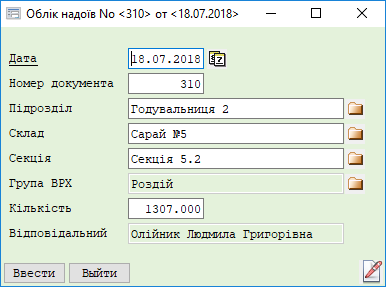 Облік надоїв No <310> от <18.07.2018>
Дата 18.07.2018
Номер документа 310
Підрозділ Годувальниця 2
Склад Сарай №5
Секція Секція 5.2
Група ВРХ Роздій
Кількість 1307.000
Відповідальний Олійник Людмила Григорівна
Ввести Выйти